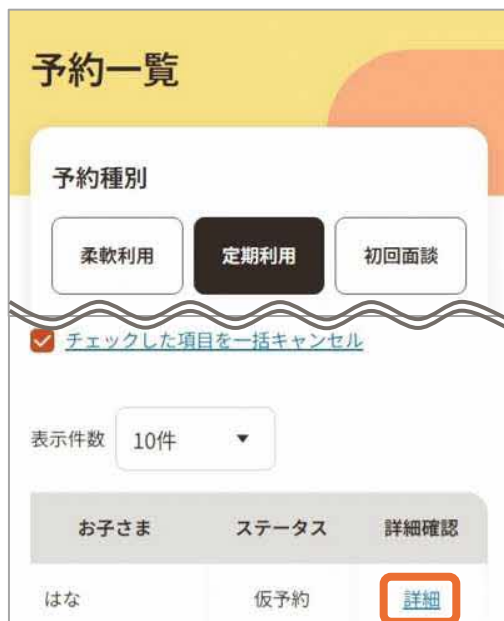 予約一覧
予約種別
柔軟利用 定期利用 初回面談
チェックした項目を一括キャンセル
表示件数 10件
お子さま ステータス 詳細確認
はな 仮予約 詳細